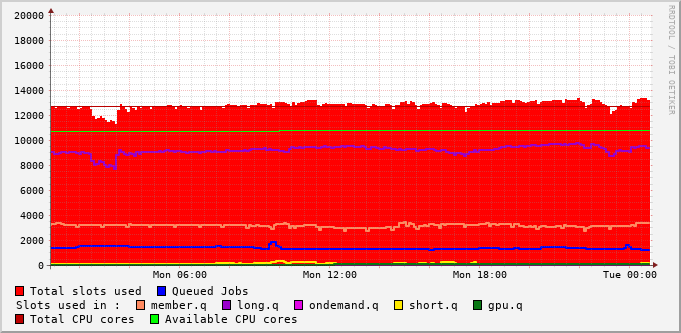 RRDTOOL / TOBI OETIKER
20000
18000
16000
14000
12000
10000
8000
6000
4000
2000
0
Mon 06:00 Mon 12:00 Mon 18:00 Tue 00:00
Total slots used Queued Jobs
Slots used in : member.q long.q ondemand.q short.q gpu.q
Total CPU cores Available CPU cores